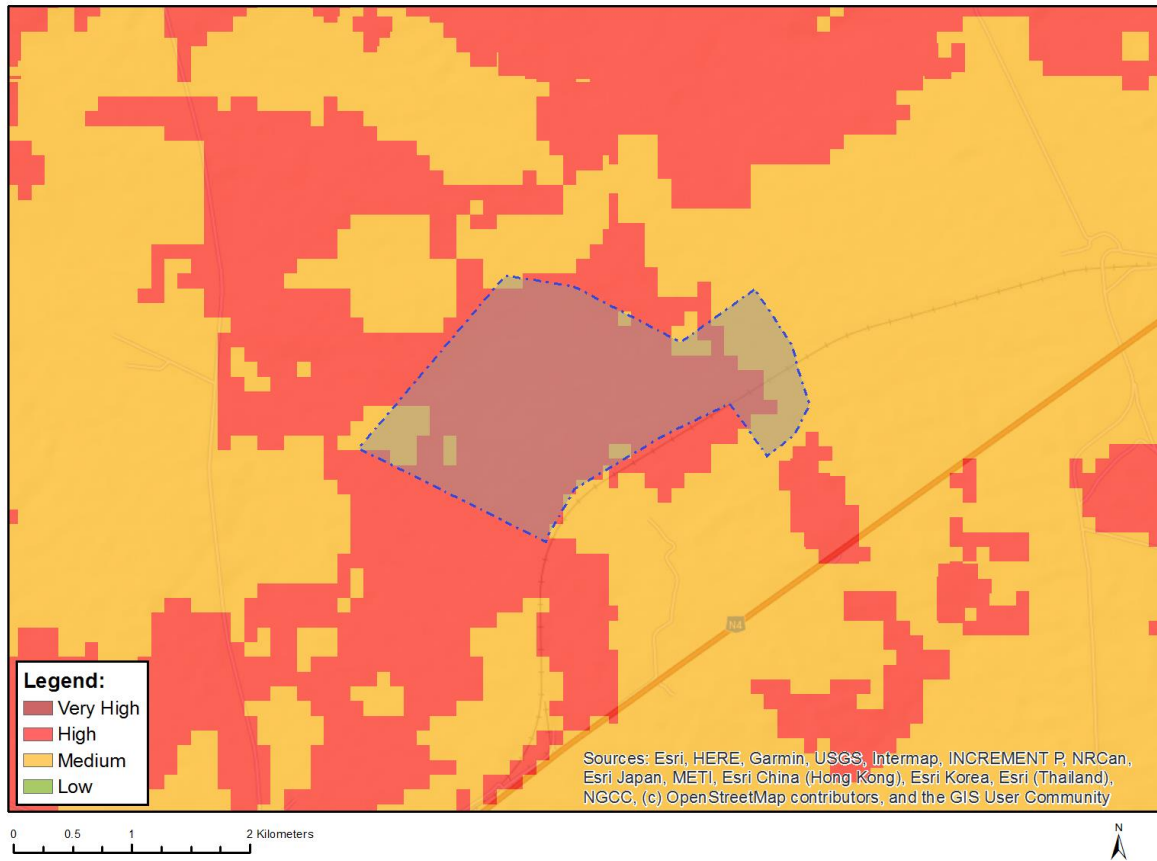 N4
Legend:
Very High
High
Medium
Low
Sources: Esri, HERE, Garmin, USGS, Intermap, INCREMENT P, NRCan,
Esri Japan, METI, Esri China (Hong Kong), Esri Korea, Esri (Thailand),
NGCC, (c) OpenStreetMap contributors, and the GIS User Community
0 0.5 1 2 Kilometers
N